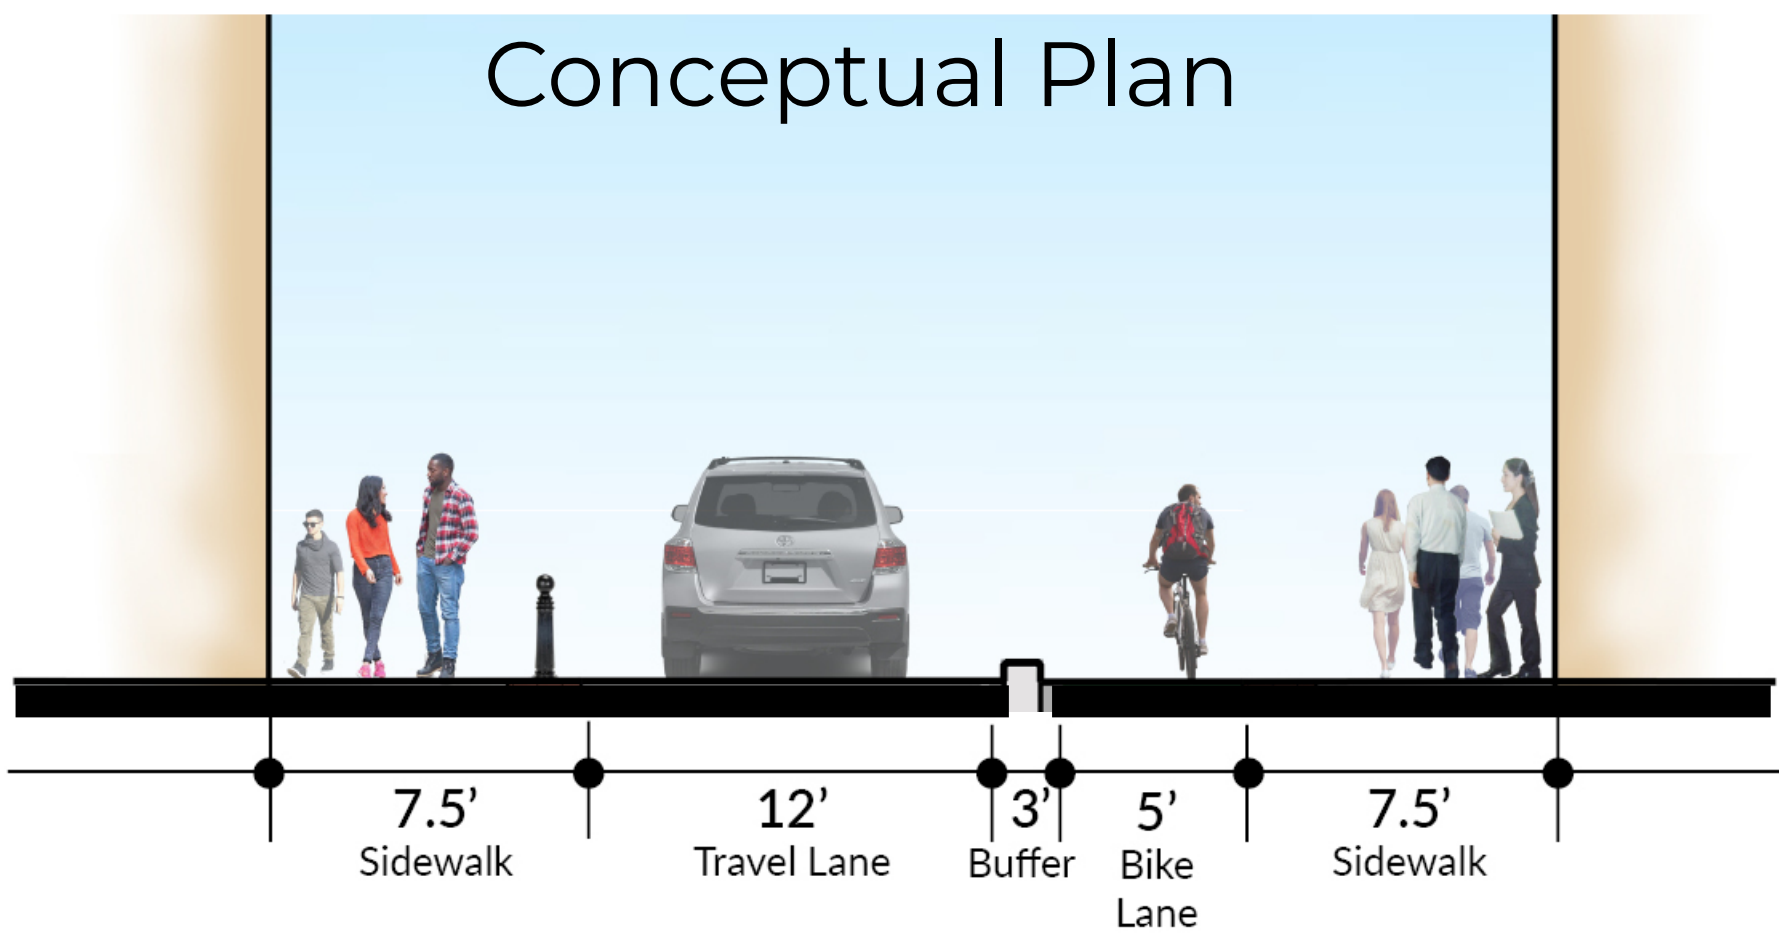 Conceptual Plan
7.5’ 12’ 3’ 5’ 7.5’
Sidewalk Travel Lane Buffer Bike Sidewalk
Lane